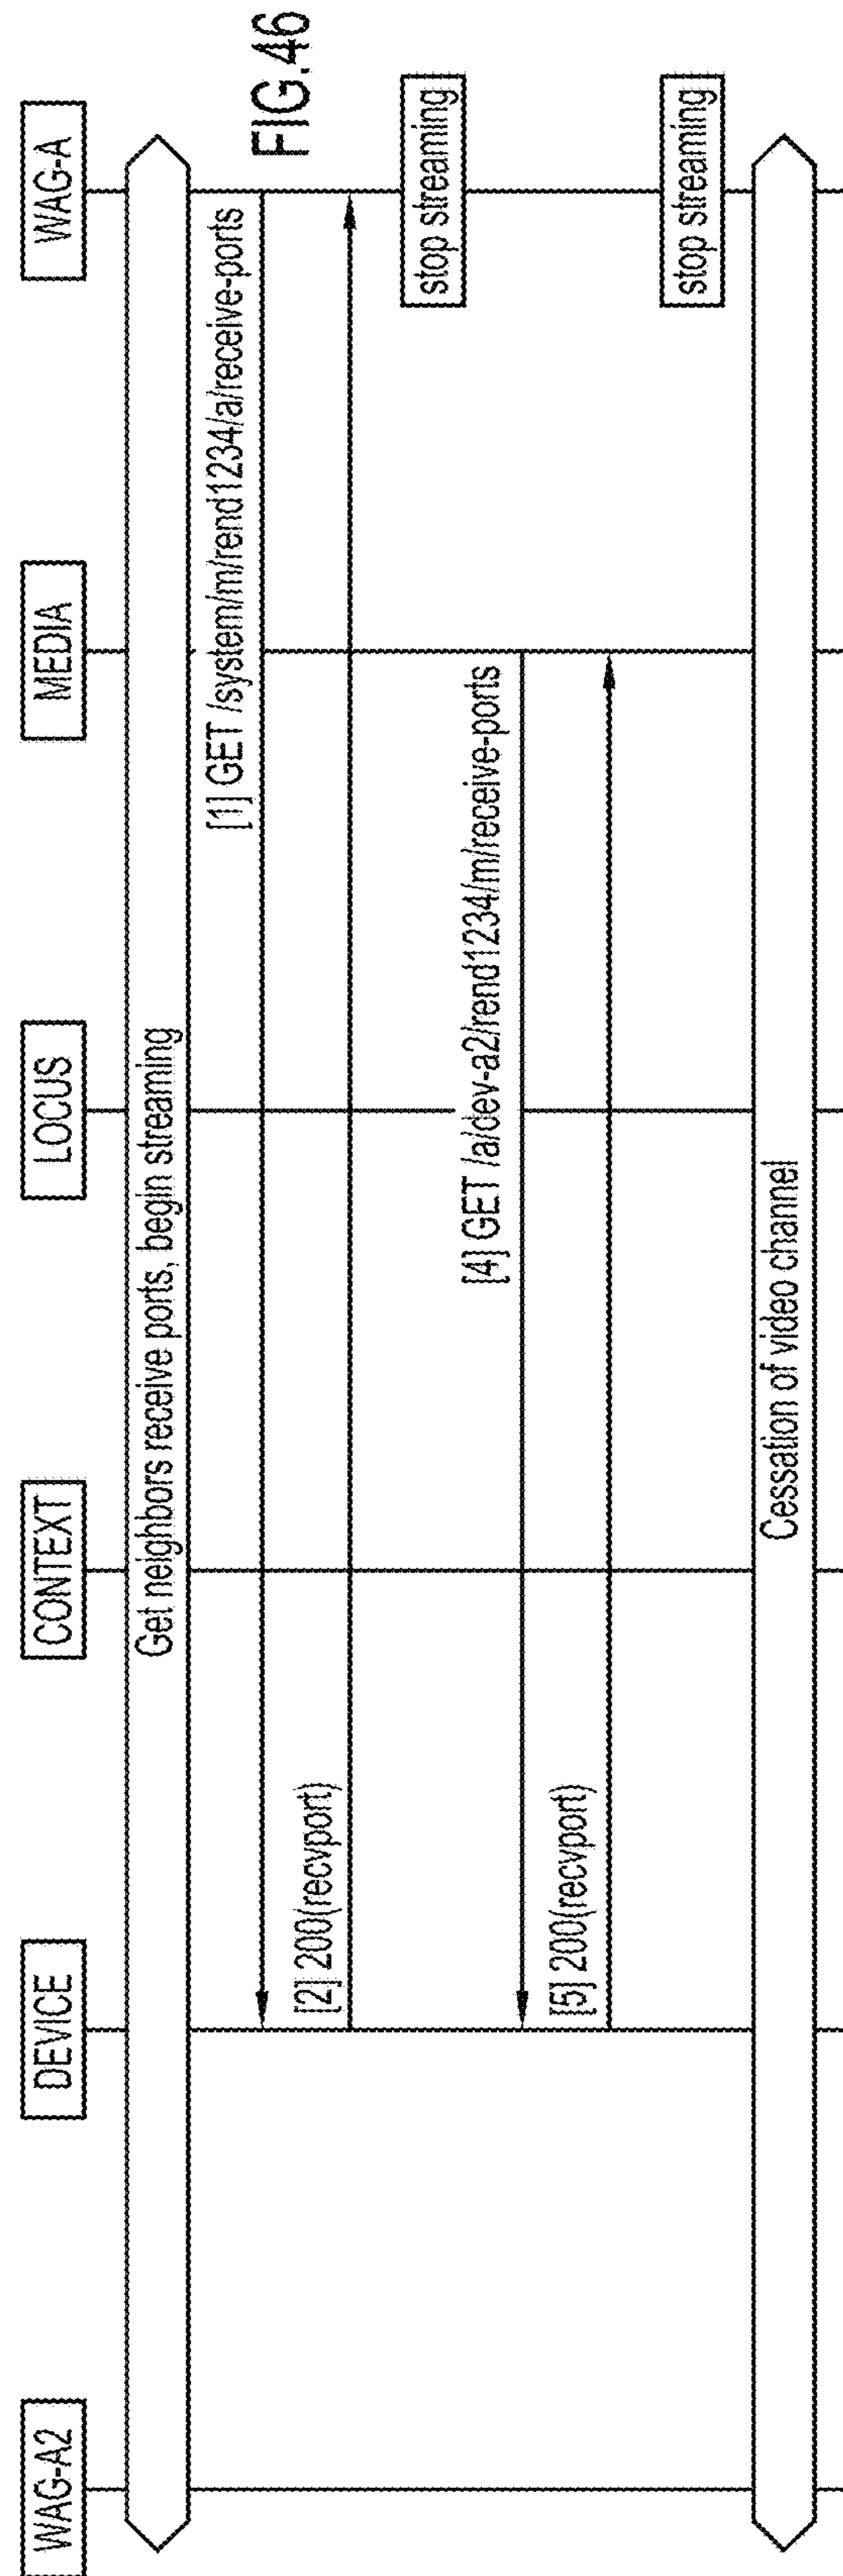 FIG.46
WAG-A2
DEVICE
CONTEXT
LOCUS
MEDIA
WAG-A
Get neighbors receive ports, begin streaming
[1] GET /system/m/rend1234/a/receive-ports
[2] 200(recvport)
stop streaming
[4] GET /a/dev-a2/rend1234/m/receive-ports
[5] 200(recvport)
stop streaming
Cessation of video channel